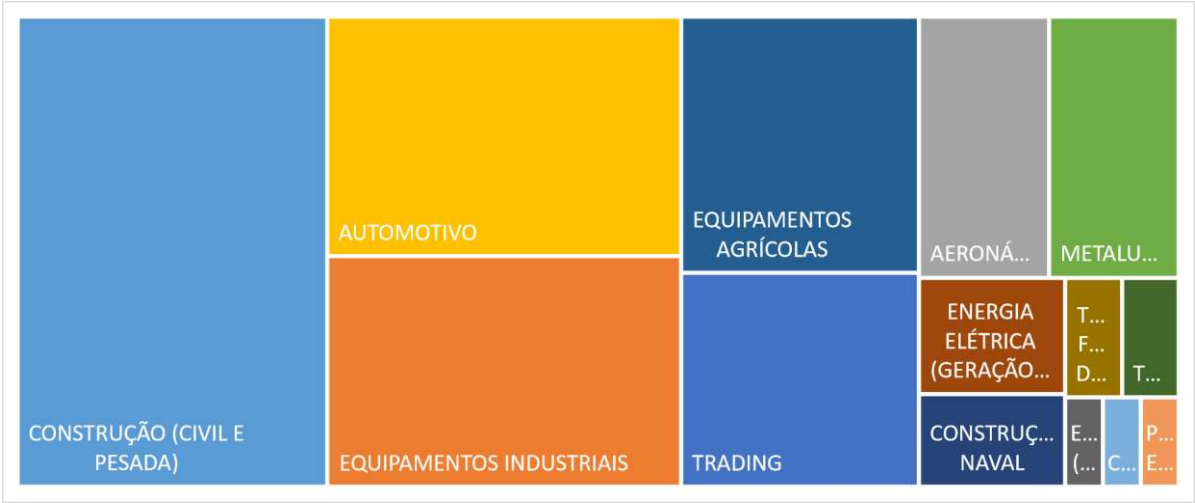 CONSTRUÇÃO (CIVIL E
PESADA)
AUTOMOTIVO
EQUIPAMENTOS INDUSTRIAIS
EQUIPAMENTOS
AGRÍCOLAS
TRADING
AERONÁ...
METALU...
ENERGIA
ELÉTRICA
(GERAÇÃO...
T...
F...
D...
T...
CONSTRUÇ...
NAVAL
E...
(...
C...
P...
E...